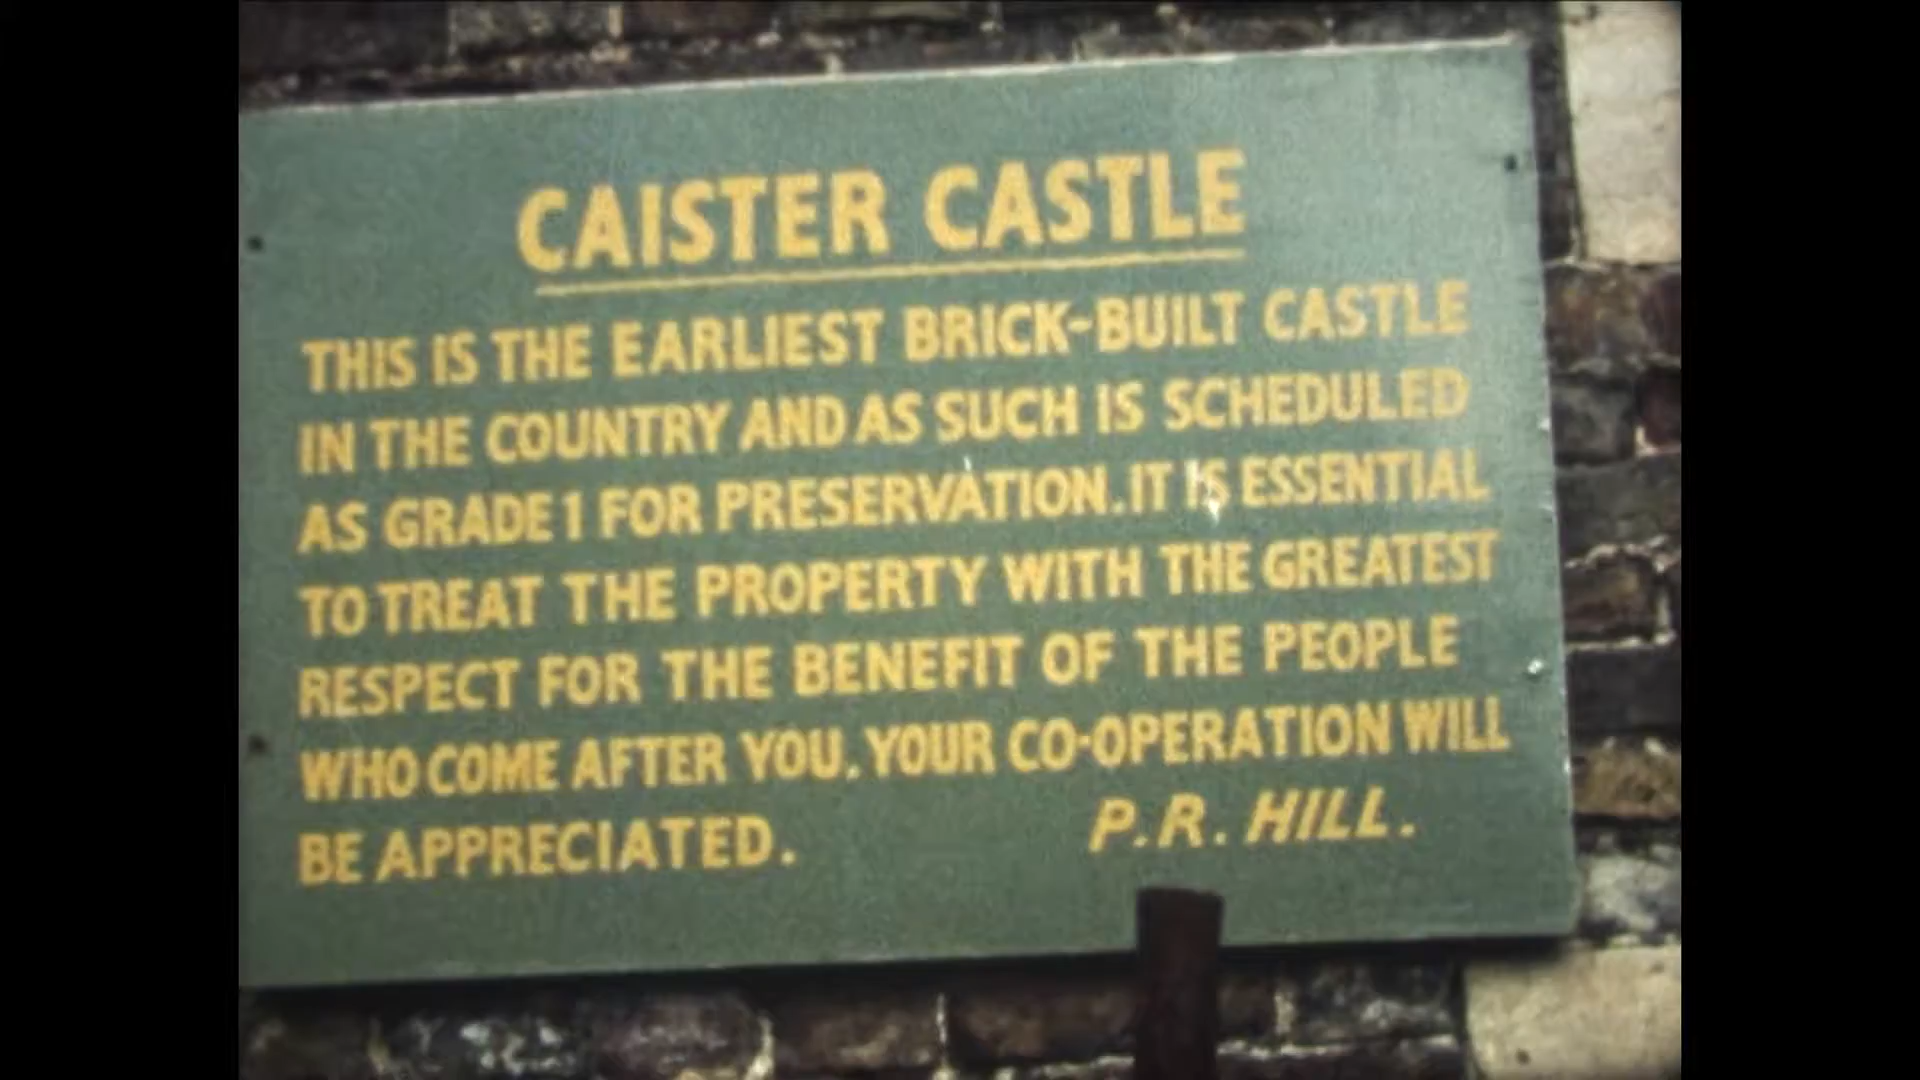 CAISTER CASTLE
THIS IS THE EARLIEST BRICK-BUILT CASTLE
IN THE COUNTRY AND AS SUCH IS SCHEDULED
AS GRADE 1 FOR PRESERVATION. IT IS ESSENTIAL
TO TREAT THE PROPERTY WITH THE GREATEST
RESPECT FOR THE BENEFIT OF THE PEOPLE
WHO COME AFTER YOU. YOUR CO-OPERATION WILL
BE APPRECIATED. P.R. HILL.